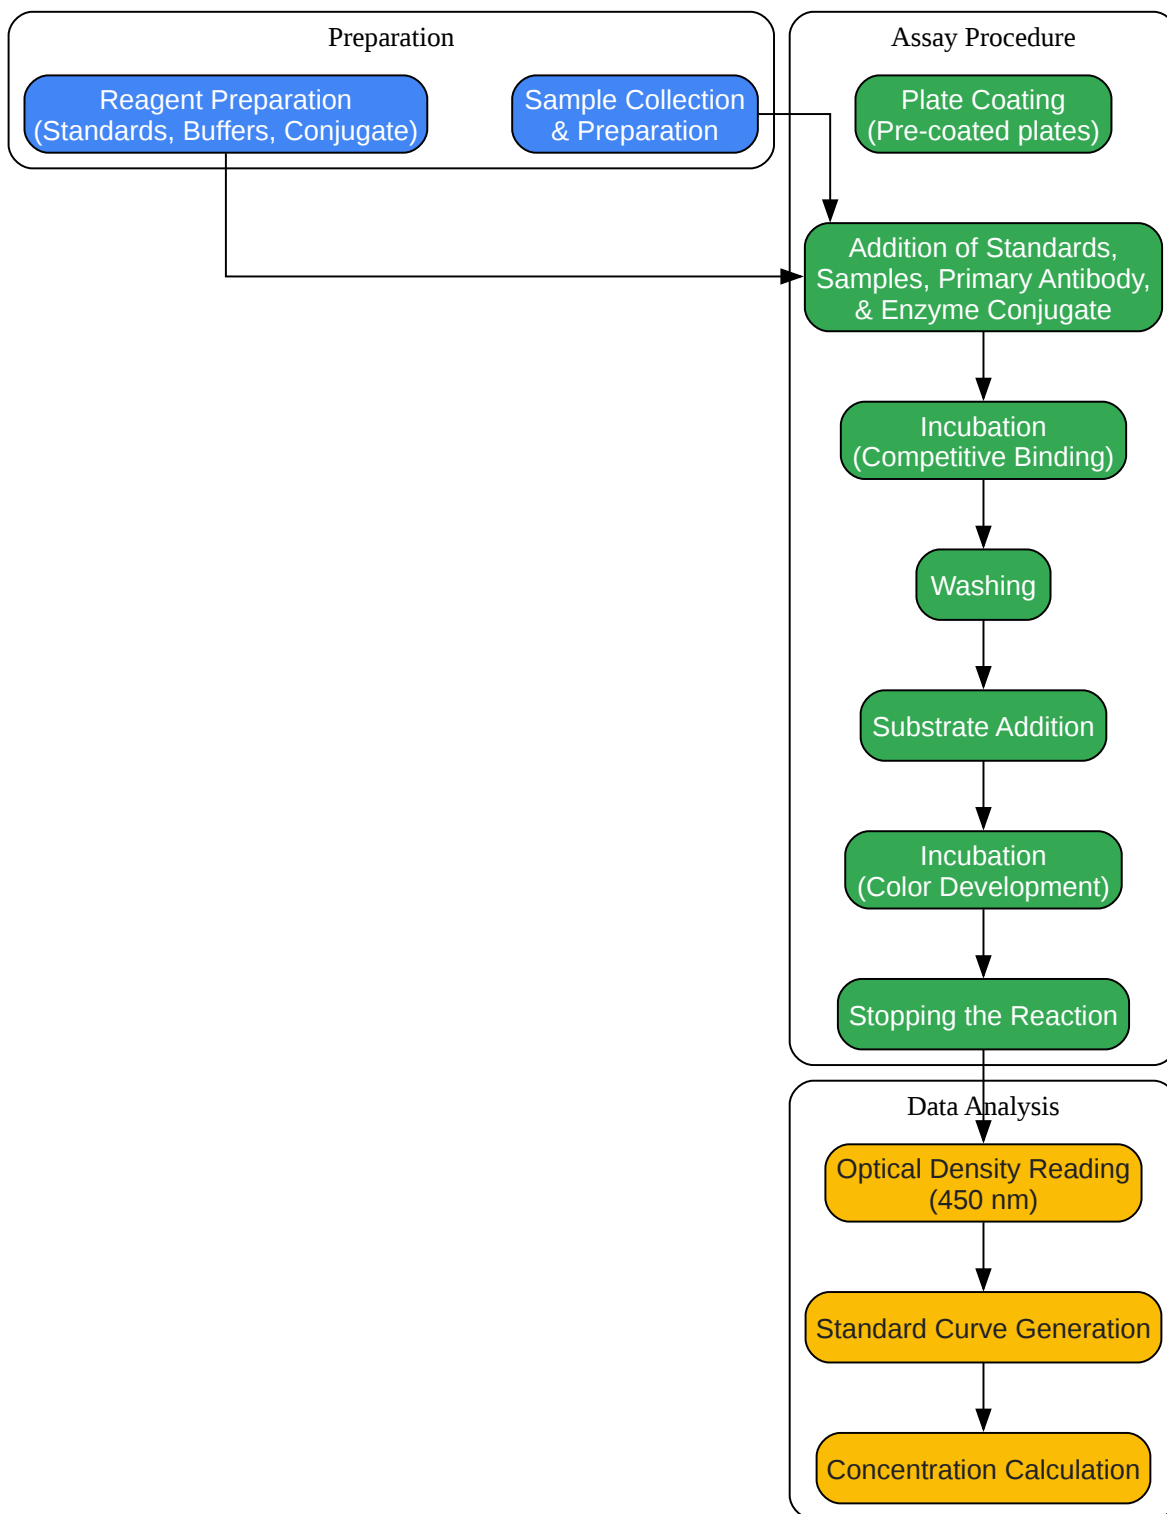 Preparation
Reagent Preparation
(Standards, Buffers, Conjugate)
Sample Collection
& Preparation
Assay Procedure
Plate Coating
(Pre-coated plates)
Addition of Standards,
Samples, Primary Antibody,
& Enzyme Conjugate
Incubation
(Competitive Binding)
Washing
Substrate Addition
Incubation
(Color Development)
Stopping the Reaction
Data Analysis
Optical Density Reading
(450 nm)
Standard Curve Generation
Concentration Calculation